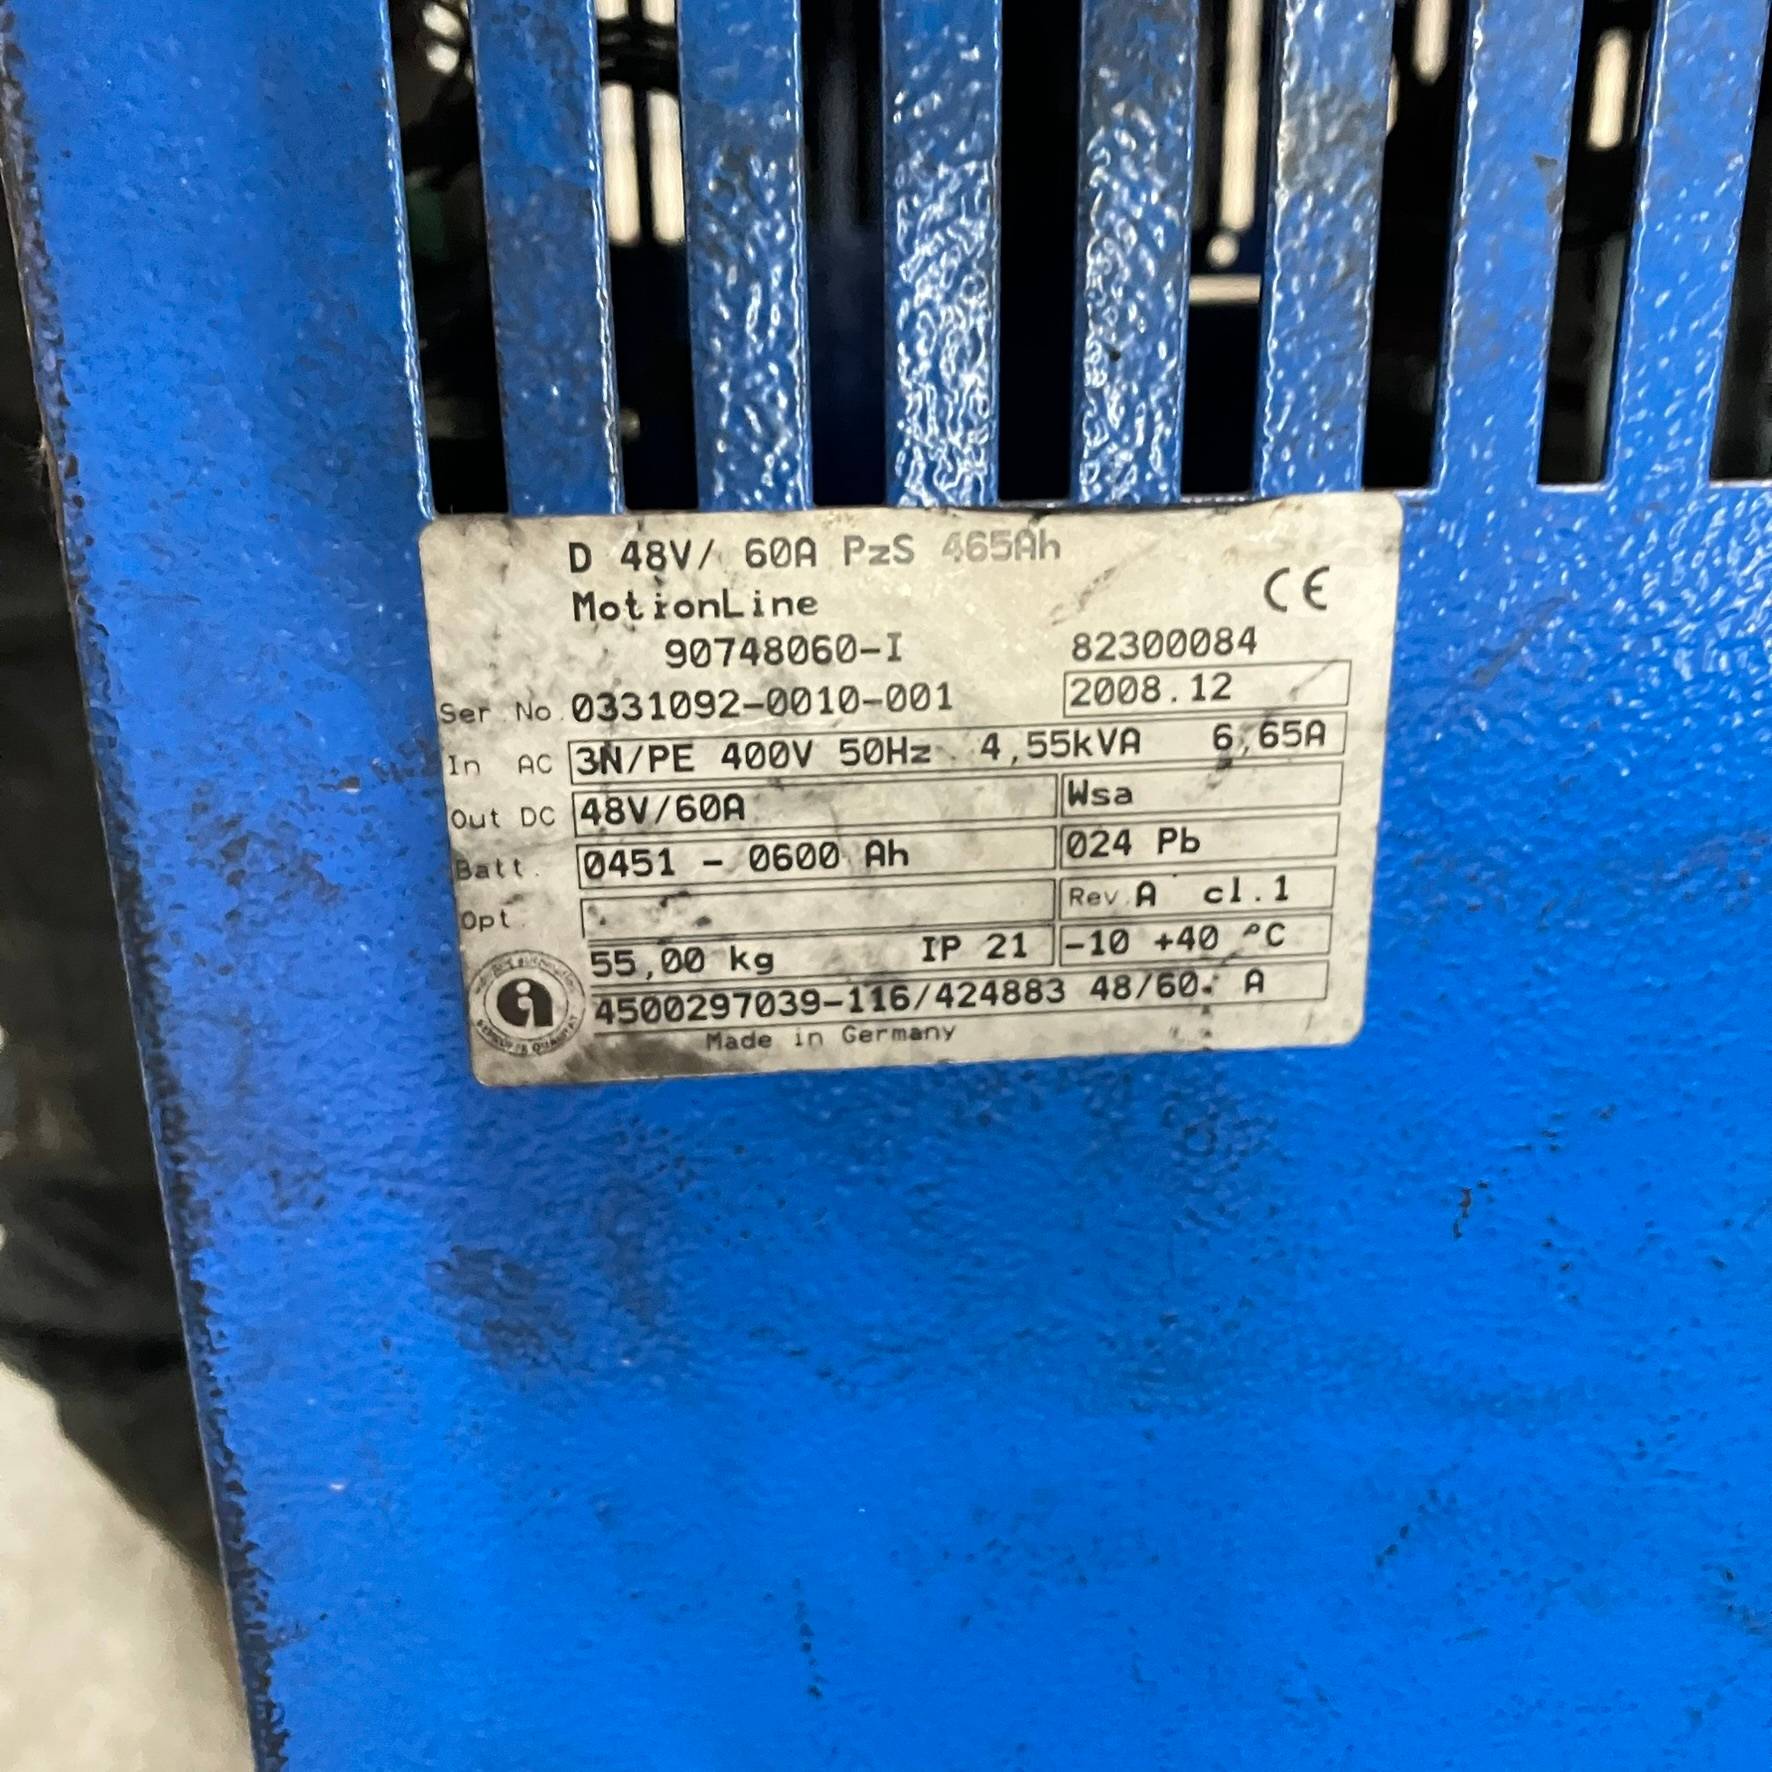 D 48V/ 60A PzS 465Ah
MotionLine
CE
90748060-I 82300084
Ser No. 0331092-0010-001 2008.12
In AC 3N/PE 400V 50Hz 4,55kVA 6,65A
Out DC 48V/60A Wsa
Batt. 0451 - 0600 Ah 024 Pb
Opt. Rev.A cl.1
55,00 kg IP 21 -10 +40 °C
4500297039-116/424883 48/60. A
Made in Germany